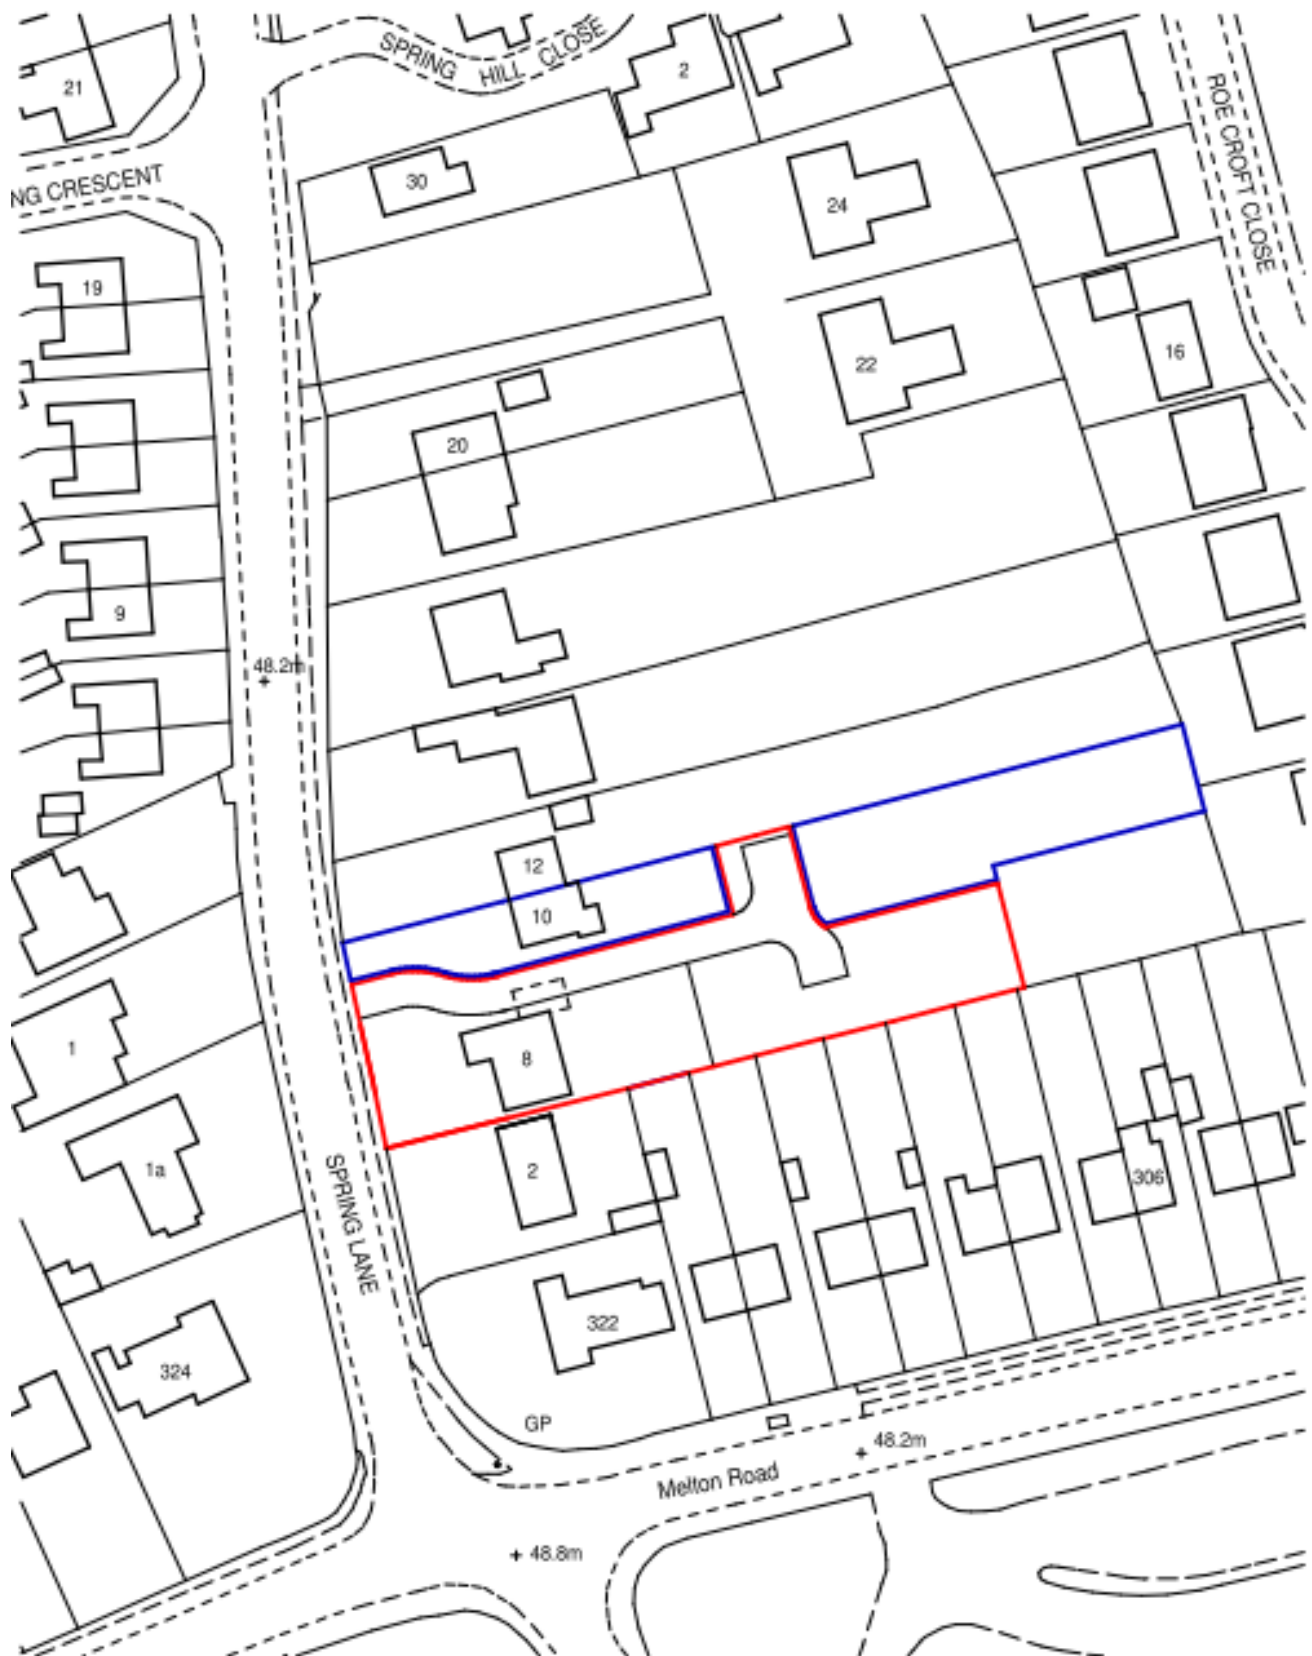 SPRING HILL CLOSE
2
21
ROE CROFT CLOSE
NG CRESCENT
30
24
19
16
22
20
9
48.2m
12
10
1
8
1a
2
306
SPRING LANE
322
324
GP
48.2m
Melton Road
48.8m